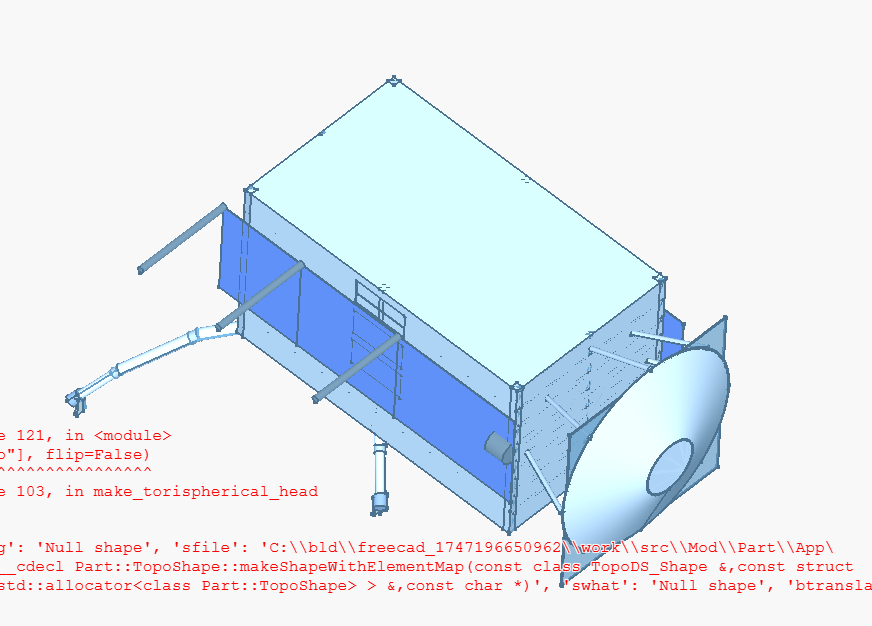 e 121, in <module>
o"], flip=False)
^^^^^^^^^^^^^^^^
e 103, in make_torispherical_head
g': 'Null shape', 'sfile': 'C:\\bld\\freecad_1747196650962\\work\\src\\Mod\\Part\\App\
__cdecl Part::TopoShape::makeShapeWithElementMap(const class TopoDS_Shape &,const struct
std::allocator<class Part::TopoShape> > &,const char *)', 'swhat': 'Null shape', 'btransla